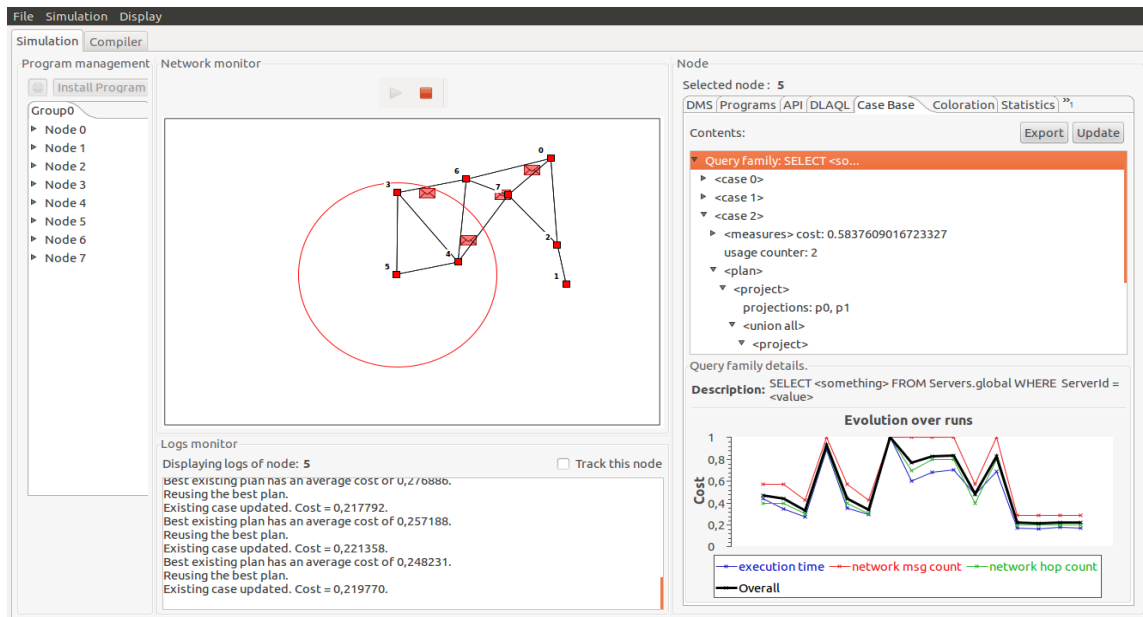 File Simulation Display
Simulation Compiler
Program management
Install Program
Group0
Node 0
Node 1
Node 2
Node 3
Node 4
Node 5
Node 6
Node 7
Network monitor
0
6
3
7
2
4
5
1
Logs monitor
Displaying logs of node: 5
Track this node
Best existing plan has an average cost of 0,276886.
Reusing the best plan.
Existing case updated. Cost = 0,217792.
Best existing plan has an average cost of 0,257188.
Reusing the best plan.
Existing case updated. Cost = 0,221358.
Best existing plan has an average cost of 0,248231.
Reusing the best plan.
Existing case updated. Cost = 0,219770.
Node
Selected node : 5
DMS Programs API DLAQL Case Base Coloration Statistics »1
Contents:
Export Update
Query family: SELECT <so...
<case 0>
<case 1>
<case 2>
<measures> cost: 0.5837609016723327
usage counter: 2
<plan>
<project>
projections: p0, p1
<union all>
<project>
Query family details.
Description: SELECT <something> FROM Servers.global WHERE ServerId =
<value>
Evolution over runs
Cost
1
0,8
0,6
0,4
0,2
0
execution time network msg count network hop count
Overall